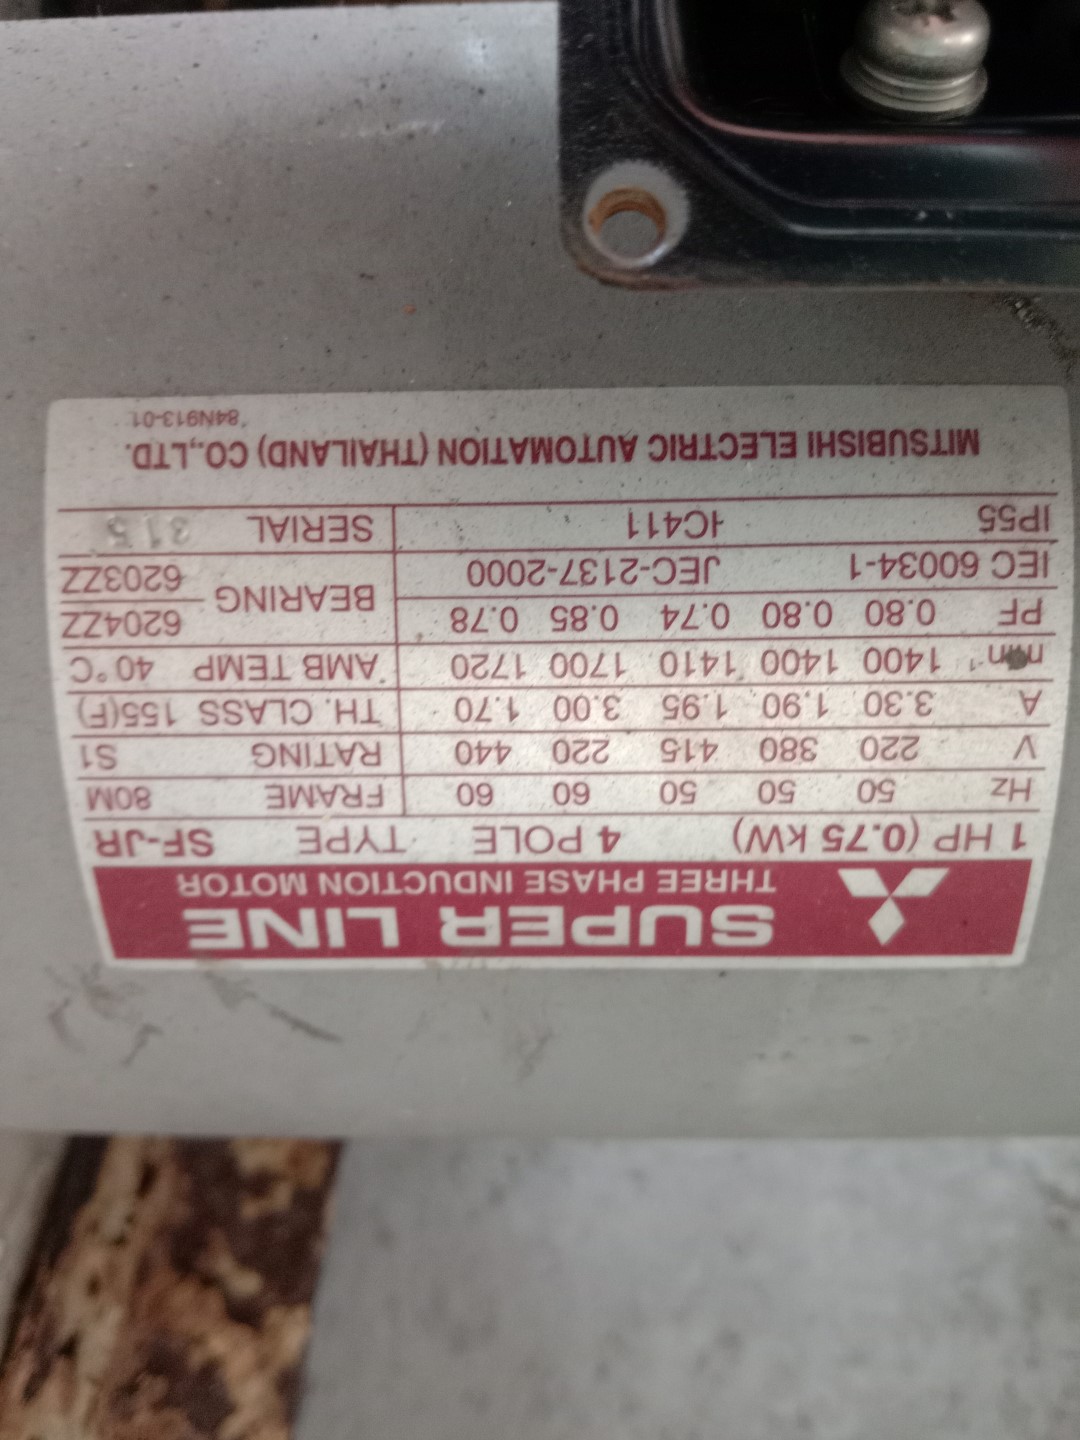 SUPER LINE
THREE PHASE INDUCTION MOTOR
1 HP (0.75 kW) 4 POLE TYPE SF-JR
Hz 50 50 50 60 60 FRAME 80M
V 220 380 415 220 440 RATING S1
A 3.30 1.90 1.95 3.00 1.70 TH. CLASS 155(F)
min-1 1400 1400 1410 1700 1720 AMB TEMP 40°C
PF 0.80 0.80 0.74 0.85 0.78 BEARING 6204ZZ
IEC 60034-1 JEC-2137-2000 6203ZZ
IP55 IC411 SERIAL 315
MITSUBISHI ELECTRIC AUTOMATION (THAILAND) CO.,LTD.
84N913-01